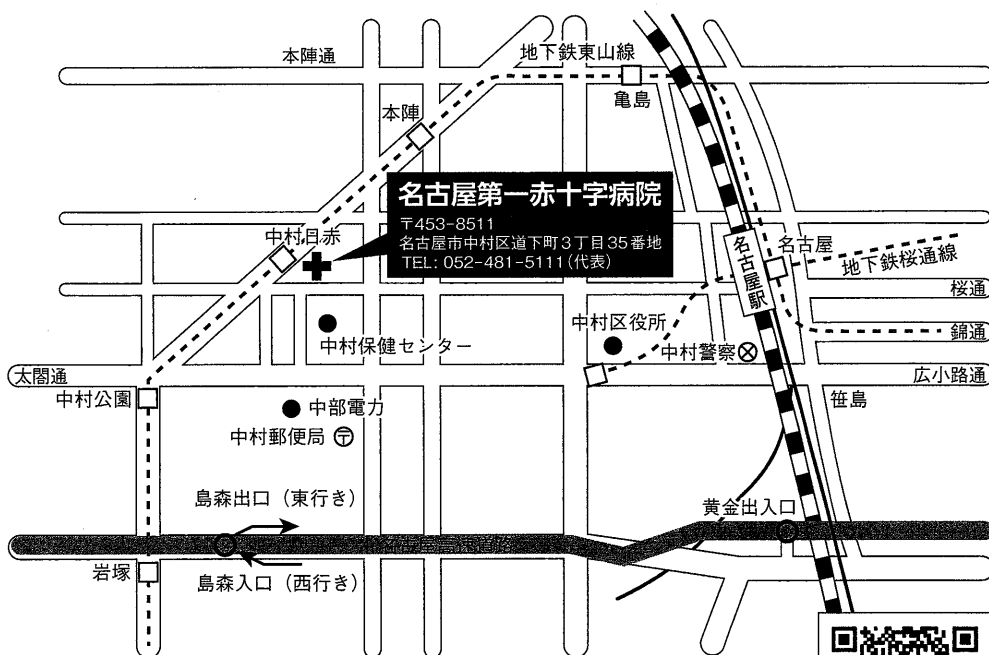 本陣通
地下鉄東山線
亀島
本陣
名古屋第一赤十字病院
〒453-8511
名古屋市中村区道下町3丁目35番地
TEL: 052-481-5111(代表)
中村日赤
名古屋
名古屋駅
地下鉄桜通線
桜通
中村区役所
錦通
中村保健センター
中村警察
太閤通
広小路通
中村公園
笹島
中部電力
中村郵便局
島森出口(東行き)
黄金出入口
岩塚
島森入口(西行き)